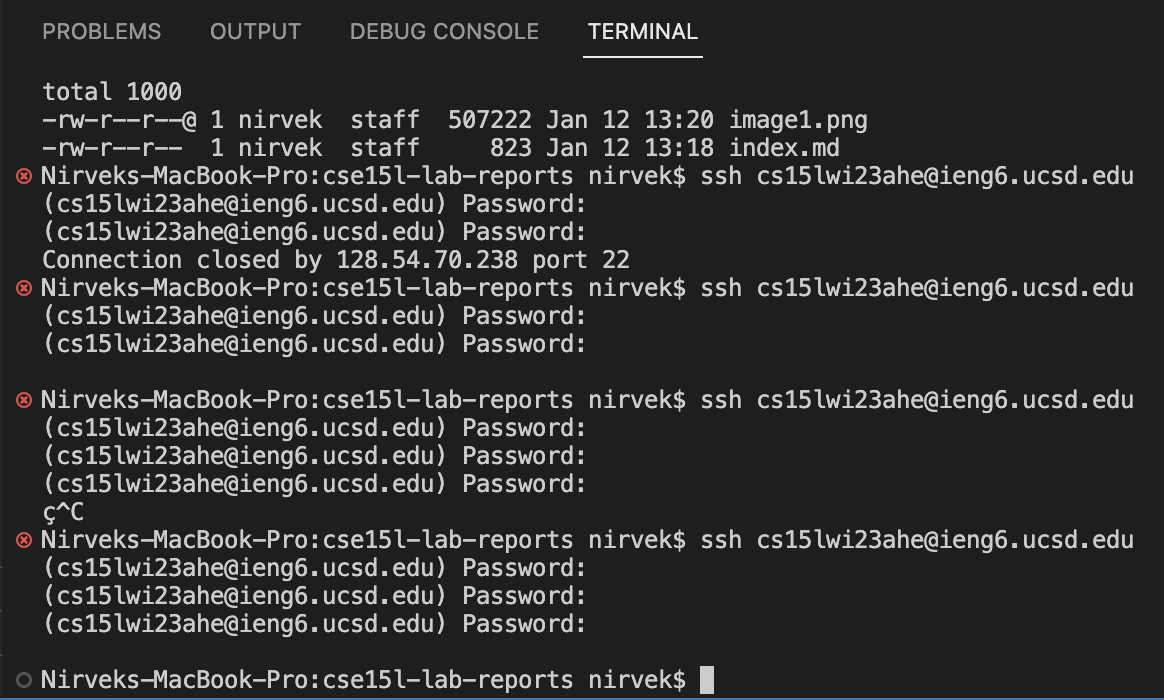 PROBLEMS OUTPUT DEBUG CONSOLE TERMINAL
total 1000
-rw-r--r--@ 1 nirvek  staff  507222 Jan 12 13:20 image1.png
-rw-r--r--  1 nirvek  staff     823 Jan 12 13:18 index.md
Nirveks-MacBook-Pro:cse15l-lab-reports nirvek$ ssh cs15lwi23ahe@ieng6.ucsd.edu
(cs15lwi23ahe@ieng6.ucsd.edu) Password:
(cs15lwi23ahe@ieng6.ucsd.edu) Password:
Connection closed by 128.54.70.238 port 22
Nirveks-MacBook-Pro:cse15l-lab-reports nirvek$ ssh cs15lwi23ahe@ieng6.ucsd.edu
(cs15lwi23ahe@ieng6.ucsd.edu) Password:
(cs15lwi23ahe@ieng6.ucsd.edu) Password:
Nirveks-MacBook-Pro:cse15l-lab-reports nirvek$ ssh cs15lwi23ahe@ieng6.ucsd.edu
(cs15lwi23ahe@ieng6.ucsd.edu) Password:
(cs15lwi23ahe@ieng6.ucsd.edu) Password:
(cs15lwi23ahe@ieng6.ucsd.edu) Password:
ç^C
Nirveks-MacBook-Pro:cse15l-lab-reports nirvek$ ssh cs15lwi23ahe@ieng6.ucsd.edu
(cs15lwi23ahe@ieng6.ucsd.edu) Password:
(cs15lwi23ahe@ieng6.ucsd.edu) Password:
(cs15lwi23ahe@ieng6.ucsd.edu) Password:
Nirveks-MacBook-Pro:cse15l-lab-reports nirvek$